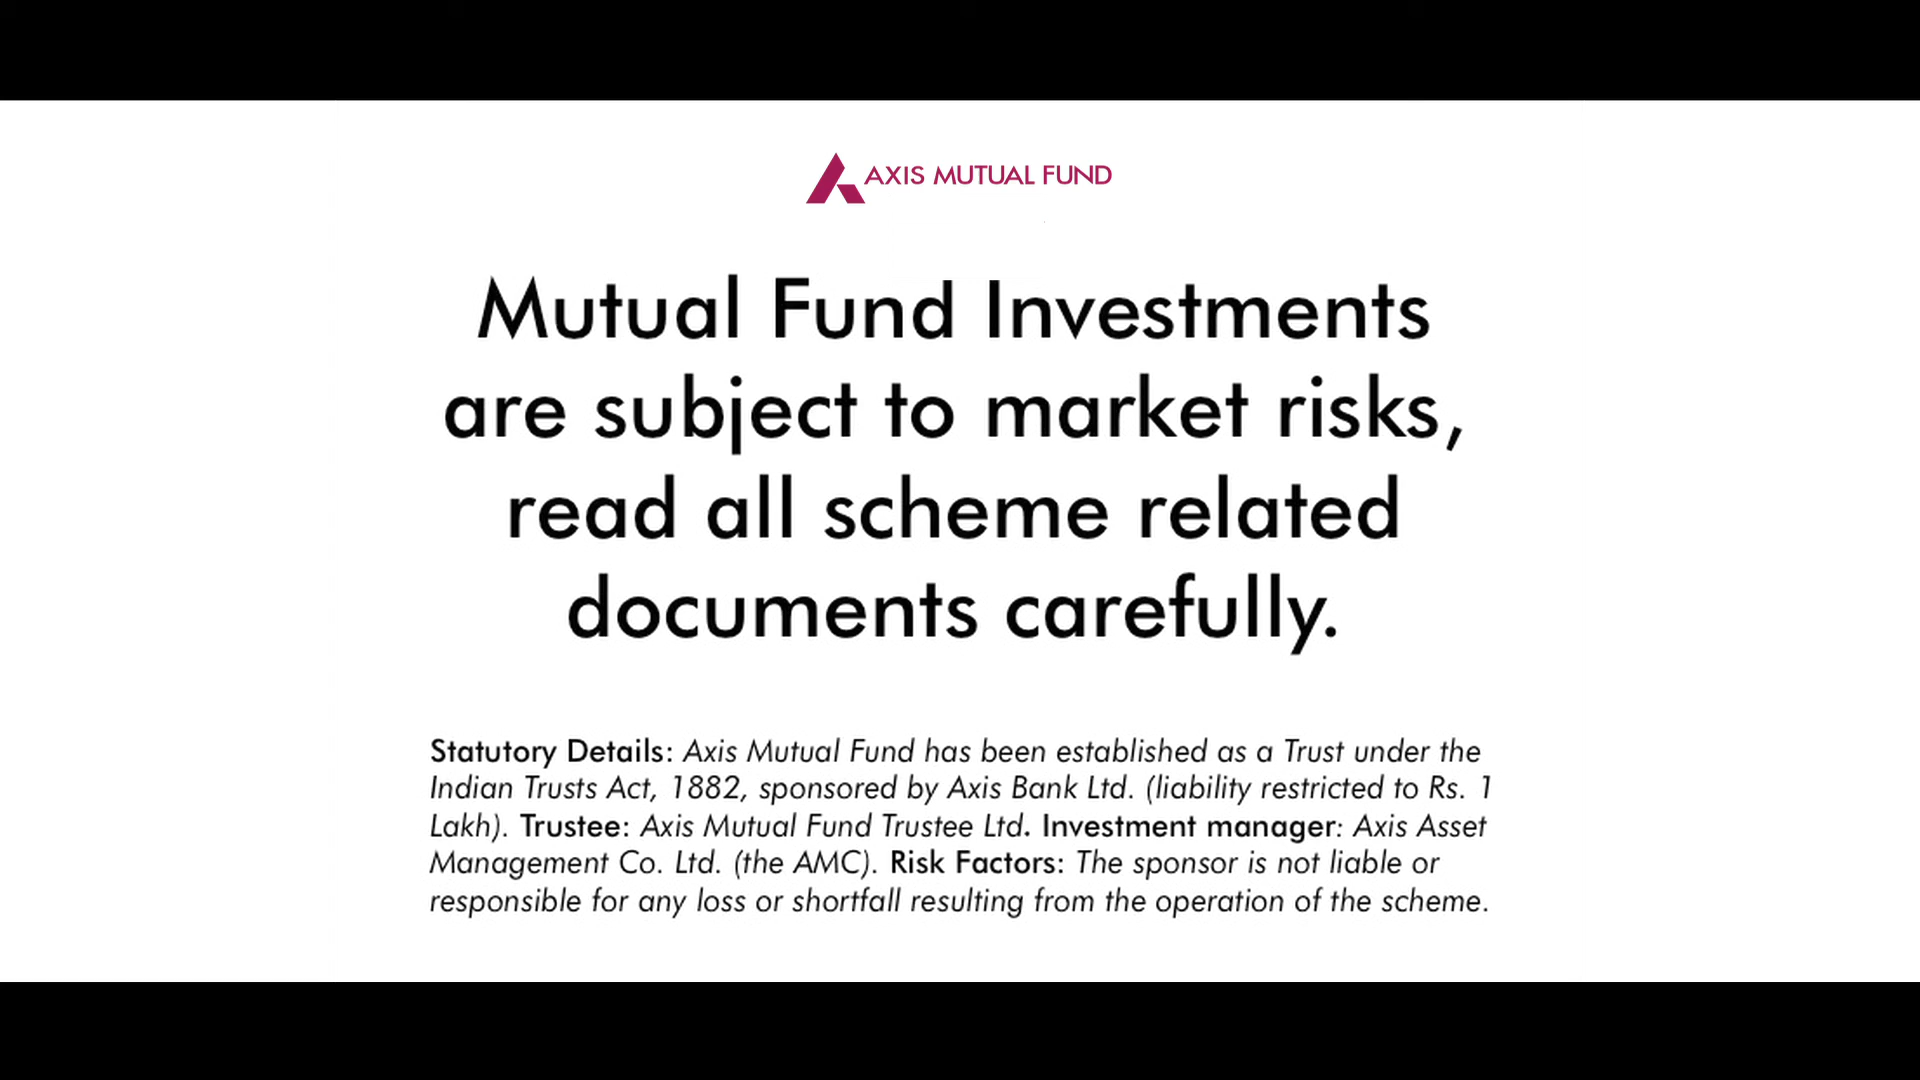 AXIS MUTUAL FUND
Mutual Fund Investments
are subject to market risks,
read all scheme related
documents carefully.
Statutory Details: Axis Mutual Fund has been established as a Trust under the
Indian Trusts Act, 1882, sponsored by Axis Bank Ltd. (liability restricted to Rs. 1
Lakh). Trustee: Axis Mutual Fund Trustee Ltd. Investment manager: Axis Asset
Management Co. Ltd. (the AMC). Risk Factors: The sponsor is not liable or
responsible for any loss or shortfall resulting from the operation of the scheme.